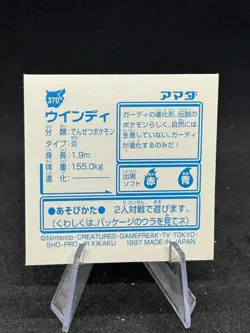 370
アマダ
ウインディ
分 類：でんせつポケモン
タイプ：炎
身 長：1.9m
体 重：155.0kg
進 化：────
ガーディの進化形。伝説の
ポケモンらしく、自然には
生息していない。ガーディ
が進化するのみだ！
出現
ソフト
赤
青
●あそびかた● 2人対戦で遊びます。
（くわしくは、パッケージのウラを見てネ）
©Nintendo・CREATURES・GAMEFREAK・TV TOKYO・
SHO-PRO・JR KIKAKU 1997 MADE IN JAPAN